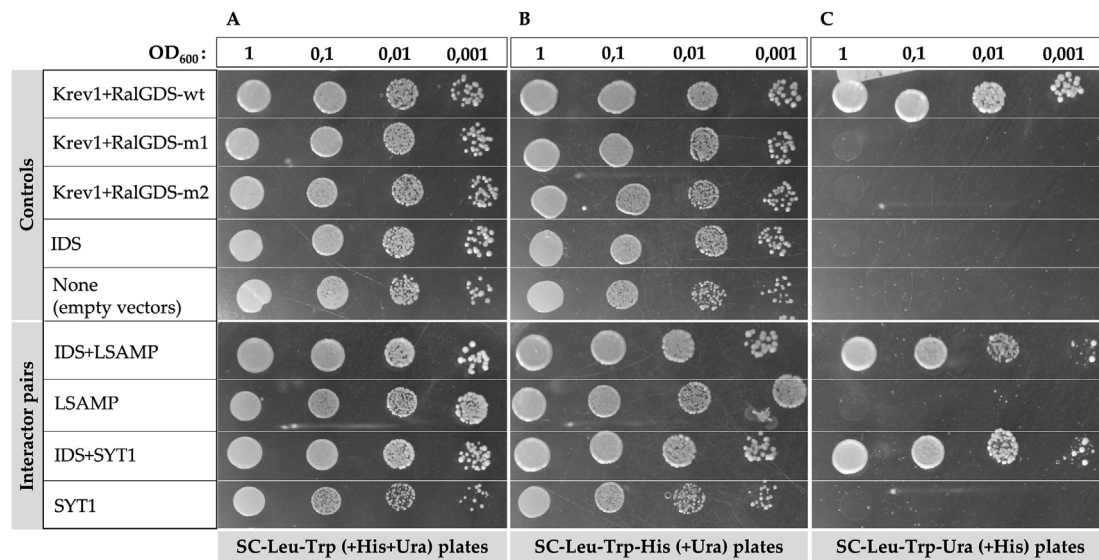 A B C
OD600: 1 0,1 0,01 0,001 1 0,1 0,01 0,001 1 0,1 0,01 0,001
Controls
Krev1+RalGDS-wt
Krev1+RalGDS-m1
Krev1+RalGDS-m2
IDS
None
(empty vectors)
Interactor pairs
IDS+LSAMP
LSAMP
IDS+SYT1
SYT1
SC-Leu-Trp (+His+Ura) plates SC-Leu-Trp-His (+Ura) plates SC-Leu-Trp-Ura (+His) plates